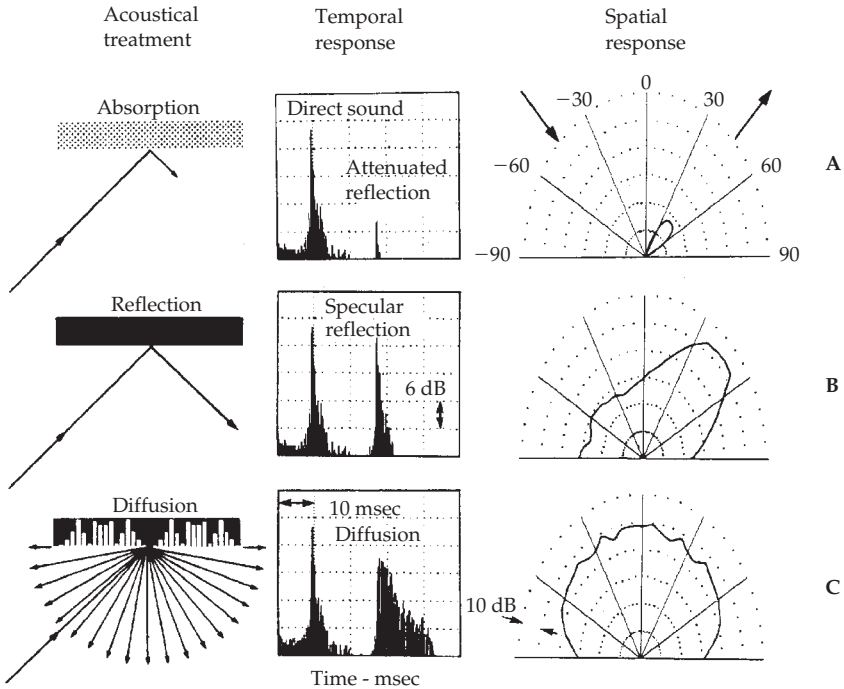 Acoustical
treatment
Temporal
response
Spatial
response
Absorption
Direct sound
Attenuated
reflection
0
−30
30
−60
60
−90
90
A
Reflection
Specular
reflection
6 dB
B
Diffusion
10 msec
Diffusion
10 dB
C
Time - msec